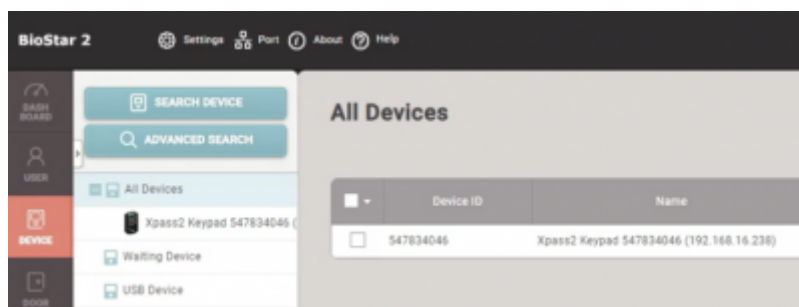 BioStar 2 Settings Port About Help
DASH
BOARD
USER
DEVICE
DOOR
SEARCH DEVICE
ADVANCED SEARCH
All Devices
Xpass2 Keypad 547834046 (
Waiting Device
USB Device
All Devices
Device ID Name
547834046 Xpass2 Keypad 547834046 (192.168.16.238)